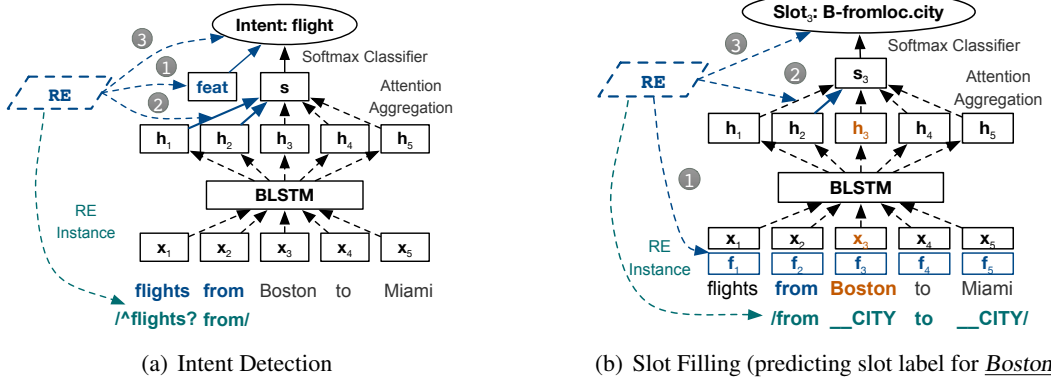 Intent: flight
3
Softmax Classifier
1
RE
feat
s
2
Attention
Aggregation
h1 h2 h3 h4 h5
BLSTM
RE
Instance
x1 x2 x3 x4 x5
flights from Boston to Miami
/^flights? from/
(a) Intent Detection
Slot3: B-fromloc.city
3
Softmax Classifier
RE
2
s3
Attention
Aggregation
h1 h2 h3 h4 h5
1
BLSTM
x1 x2 x3 x4 x5
RE
Instance
f1 f2 f3 f4 f5
flights from Boston to Miami
/from __CITY to __CITY/
(b) Slot Filling (predicting slot label for Boston